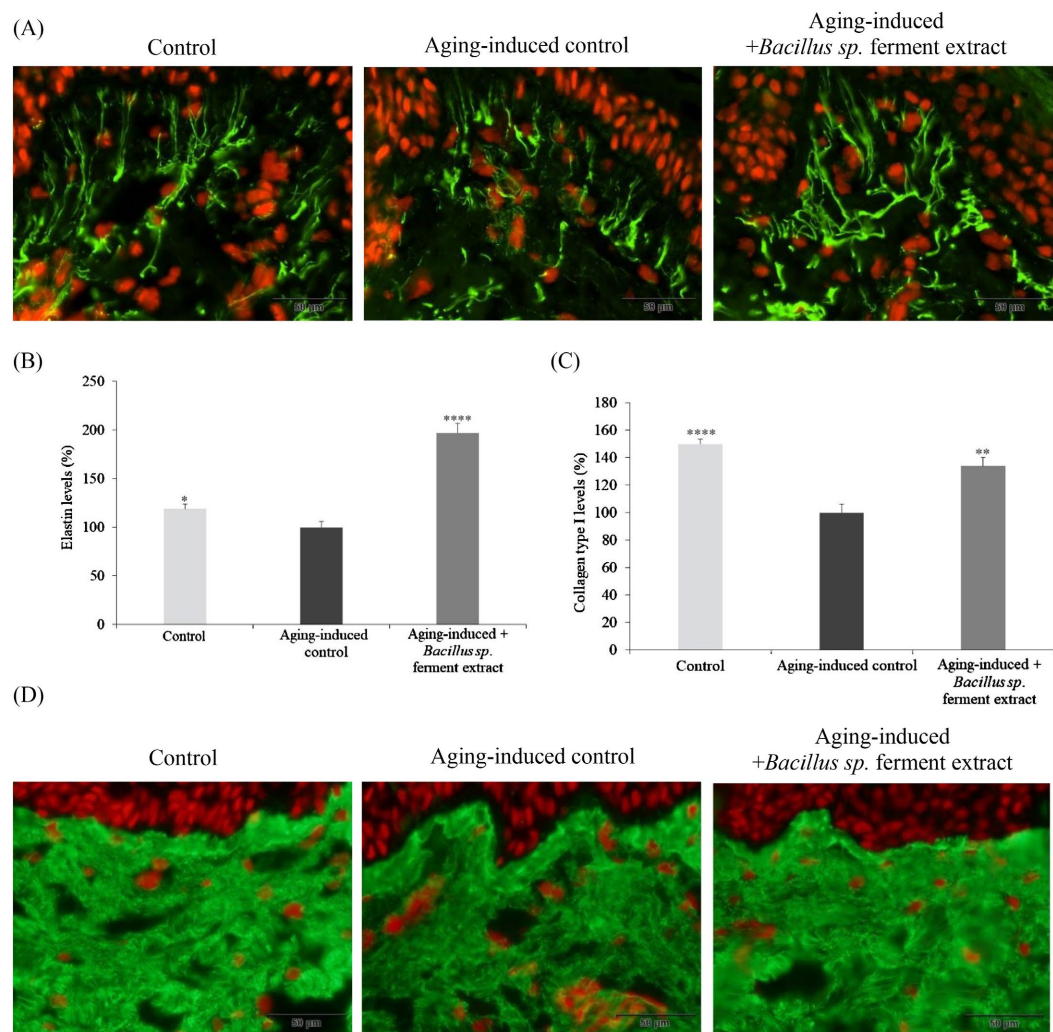 (A)
Control
Aging-induced control
Aging-induced
+Bacillus sp. ferment extract
50 µm
50 µm
50 µm
(B)
Elastin levels (%)
250
200
150
100
50
0
*
****
Control
Aging-induced
control
Aging-induced +
Bacillus sp.
ferment extract
(C)
Collagen type I levels (%)
180
160
140
120
100
80
60
40
20
0
****
**
Control
Aging-induced control
Aging-induced +
Bacillus sp.
ferment extract
(D)
Control
Aging-induced control
Aging-induced
+Bacillus sp. ferment extract
50 µm
50 µm
50 µm